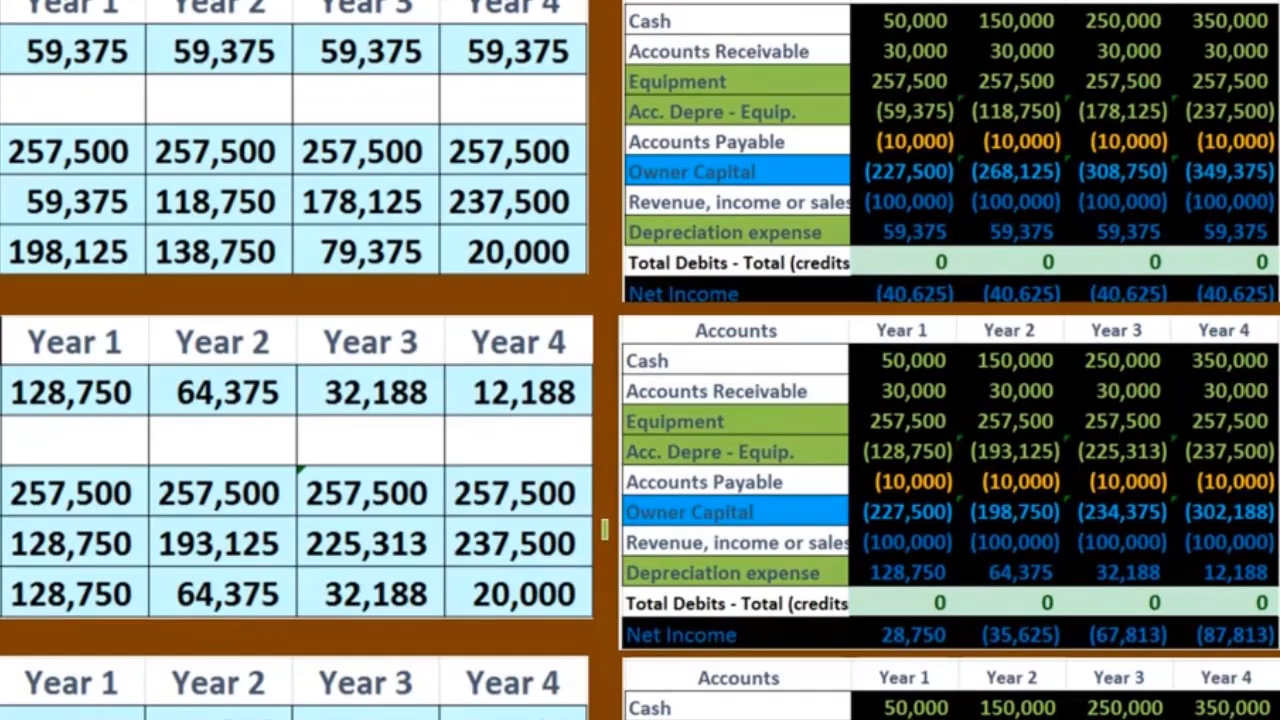 Year 1 Year 2 Year 3 Year 4
59,375 59,375 59,375 59,375
257,500 257,500 257,500 257,500
59,375 118,750 178,125 237,500
198,125 138,750 79,375 20,000
Cash 50,000 150,000 250,000 350,000
Accounts Receivable 30,000 30,000 30,000 30,000
Equipment 257,500 257,500 257,500 257,500
Acc. Depre - Equip. (59,375) (118,750) (178,125) (237,500)
Accounts Payable (10,000) (10,000) (10,000) (10,000)
Owner Capital (227,500) (268,125) (308,750) (349,375)
Revenue, income or sales (100,000) (100,000) (100,000) (100,000)
Depreciation expense 59,375 59,375 59,375 59,375
Total Debits - Total (credits 0 0 0 0
Net Income (40,625) (40,625) (40,625) (40,625)
Year 1 Year 2 Year 3 Year 4
128,750 64,375 32,188 12,188
257,500 257,500 257,500 257,500
128,750 193,125 225,313 237,500
128,750 64,375 32,188 20,000
Accounts Year 1 Year 2 Year 3 Year 4
Cash 50,000 150,000 250,000 350,000
Accounts Receivable 30,000 30,000 30,000 30,000
Equipment 257,500 257,500 257,500 257,500
Acc. Depre - Equip. (128,750) (193,125) (225,313) (237,500)
Accounts Payable (10,000) (10,000) (10,000) (10,000)
Owner Capital (227,500) (198,750) (234,375) (302,188)
Revenue, income or sales (100,000) (100,000) (100,000) (100,000)
Depreciation expense 128,750 64,375 32,188 12,188
Total Debits - Total (credits 0 0 0 0
Net Income 28,750 (35,625) (67,813) (87,813)
Year 1 Year 2 Year 3 Year 4
Accounts Year 1 Year 2 Year 3 Year 4
Cash 50,000 150,000 250,000 350,000